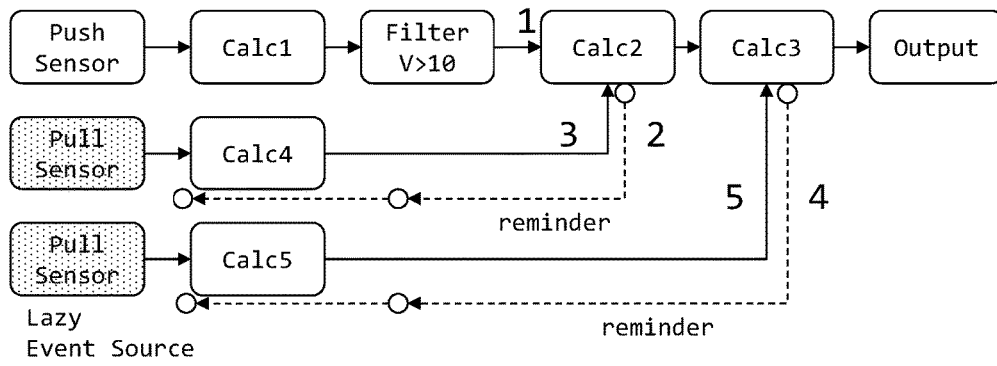 Push
Sensor
Calc1
Filter
V>10
1
Calc2
Calc3
Output
Pull
Sensor
Calc4
3
2
reminder
Pull
Sensor
Calc5
5
4
reminder
Lazy
Event Source